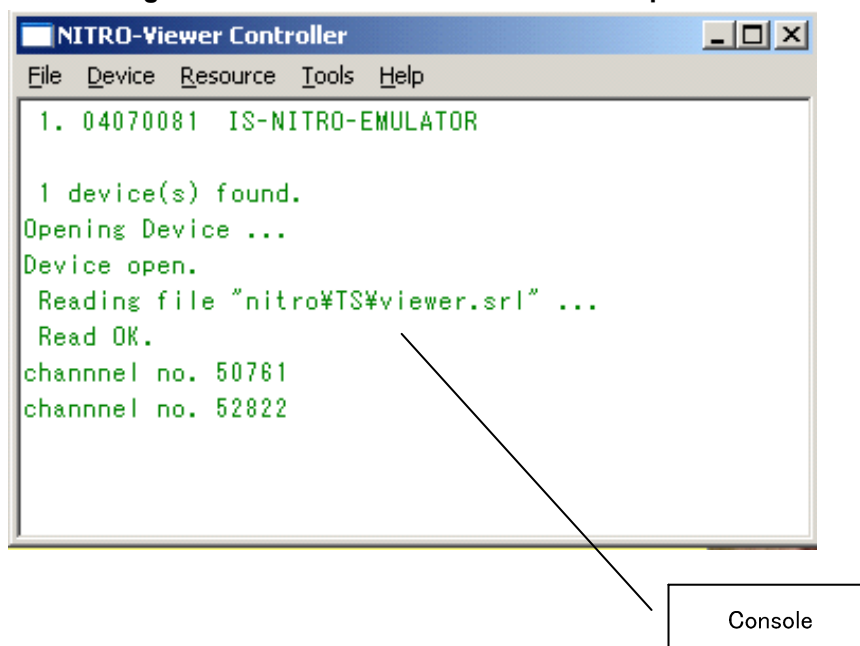 NITRO-Viewer Controller
File Device Resource Tools Help
1. 04070081 IS-NITRO-EMULATOR
1 device(s) found.
Opening Device ...
Device open.
Reading file "nitro¥TS¥viewer.srl" ...
Read OK.
channnel no. 50761
channnel no. 52822
Console